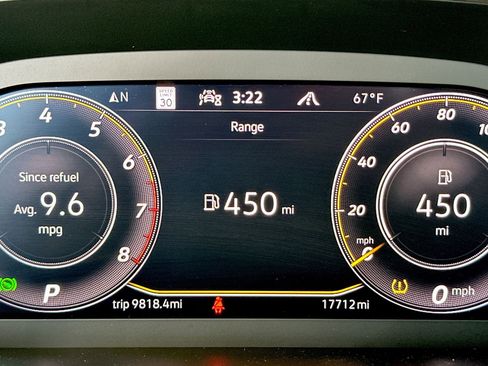 N SPEED LIMIT 30 3:22 67°F
Range
3 4 5 6 7 8
Since refuel
Avg. 9.6
mpg
450 mi
0 20 40 60 80 10
mph
450
mi
P
0 mph
trip 9818.4mi 17712mi